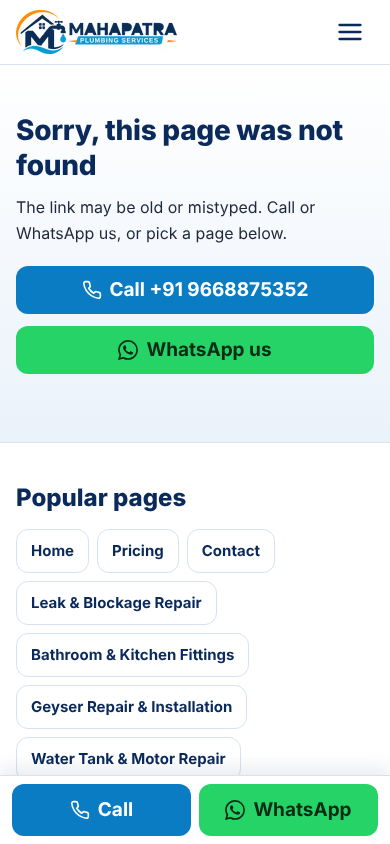 MAHAPATRA
PLUMBING SERVICES
Sorry, this page was not
found
The link may be old or mistyped. Call or
WhatsApp us, or pick a page below.
Call +91 9668875352
WhatsApp us
Popular pages
Home
Pricing
Contact
Leak & Blockage Repair
Bathroom & Kitchen Fittings
Geyser Repair & Installation
Water Tank & Motor Repair
Call
WhatsApp